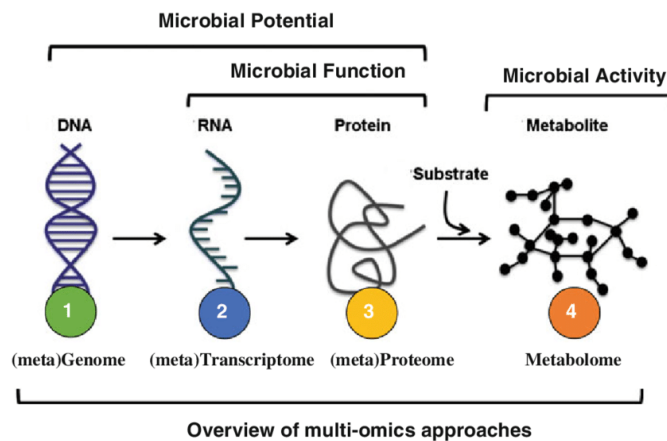 Microbial Potential
Microbial Function
Microbial Activity
DNA
RNA
Protein
Metabolite
Substrate
1
2
3
4
(meta)Genome
(meta)Transcriptome
(meta)Proteome
Metabolome
Overview of multi-omics approaches